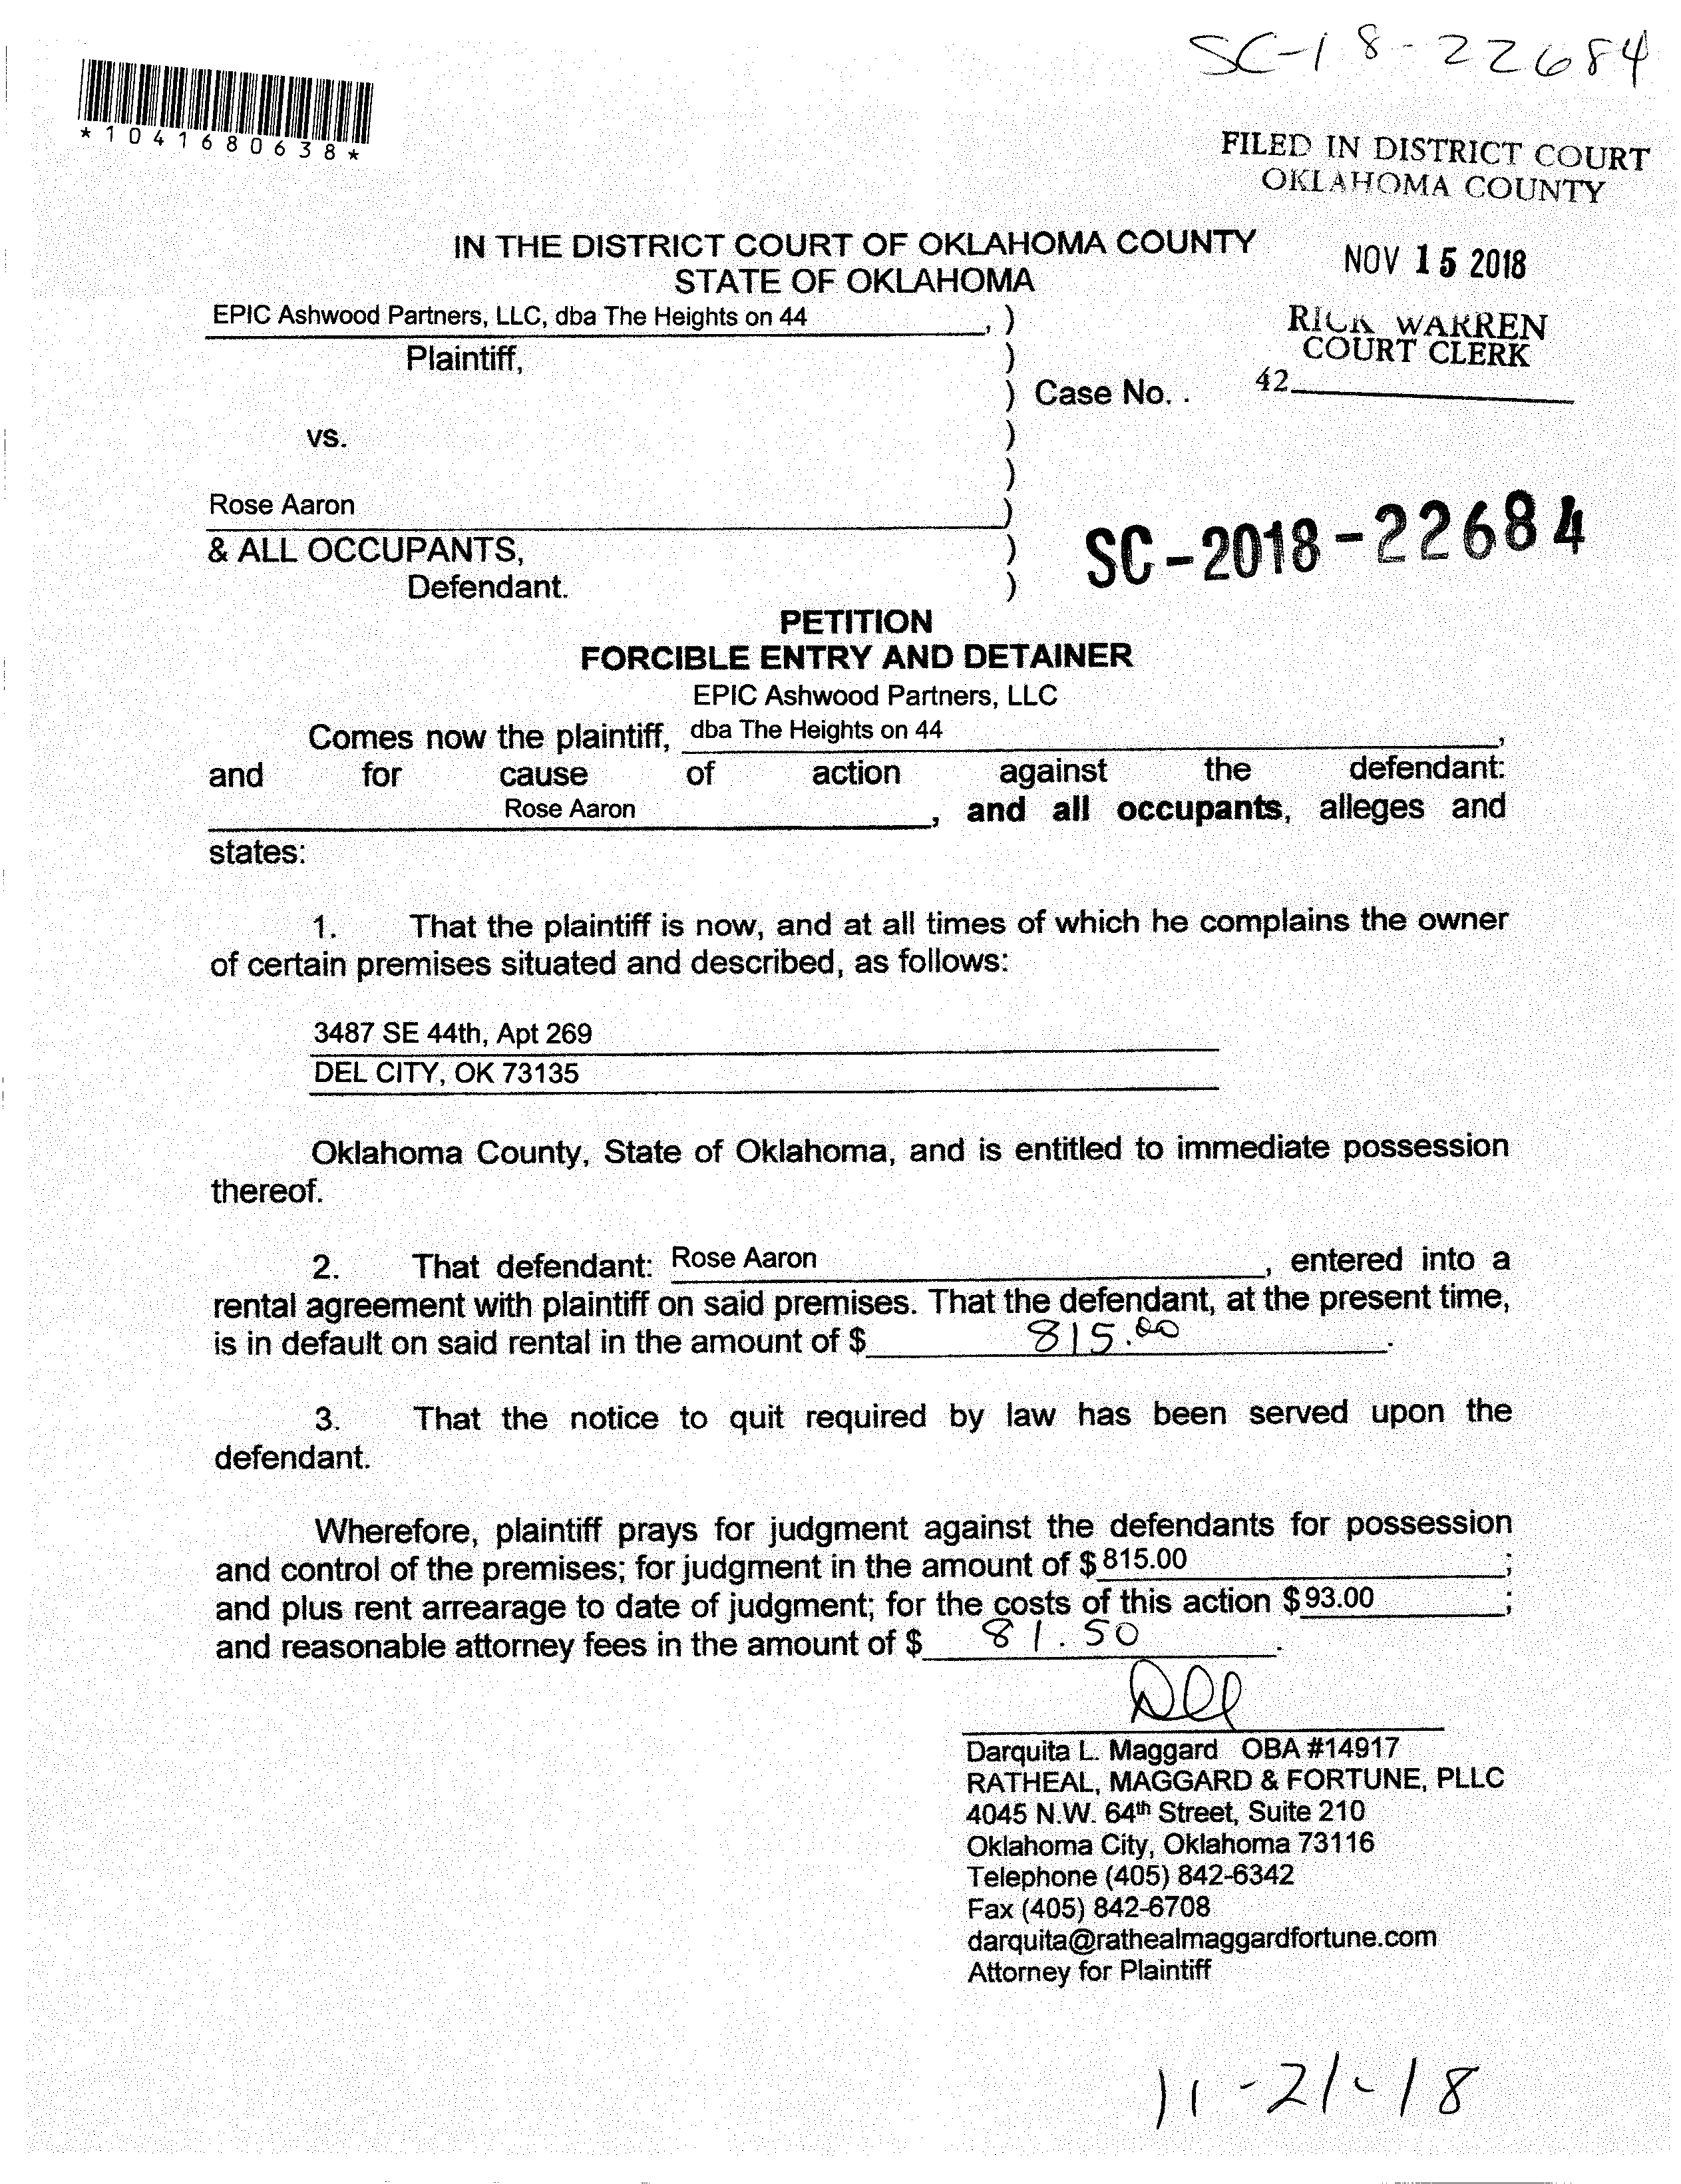 SC-18-22684
*1041680638*
FILED IN DISTRICT COURT
OKLAHOMA COUNTY
IN THE DISTRICT COURT OF OKLAHOMA COUNTY
STATE OF OKLAHOMA
NOV 15 2018
EPIC Ashwood Partners, LLC, dba The Heights on 44 , )
RICK WARREN
COURT CLERK
Plaintiff, )
) Case No. . 42
vs. )
)
Rose Aaron )
& ALL OCCUPANTS, )
SC-2018-22684
Defendant. )
PETITION
FORCIBLE ENTRY AND DETAINER
EPIC Ashwood Partners, LLC
Comes now the plaintiff, dba The Heights on 44 ,
and for cause of action against the defendant:
Rose Aaron , and all occupants, alleges and
states:
1. That the plaintiff is now, and at all times of which he complains the owner
of certain premises situated and described, as follows:
3487 SE 44th, Apt 269
DEL CITY, OK 73135
Oklahoma County, State of Oklahoma, and is entitled to immediate possession
thereof.
2. That defendant: Rose Aaron , entered into a
rental agreement with plaintiff on said premises. That the defendant, at the present time,
is in default on said rental in the amount of $ 815.00 .
3. That the notice to quit required by law has been served upon the
defendant.
Wherefore, plaintiff prays for judgment against the defendants for possession
and control of the premises; for judgment in the amount of $ 815.00 ;
and plus rent arrearage to date of judgment; for the costs of this action $ 93.00 ;
and reasonable attorney fees in the amount of $ 81.50 .
Darquita L. Maggard OBA #14917
RATHEAL, MAGGARD & FORTUNE, PLLC
4045 N.W. 64th Street, Suite 210
Oklahoma City, Oklahoma 73116
Telephone (405) 842-6342
Fax (405) 842-6708
darquita@rathealmaggardfortune.com
Attorney for Plaintiff
11-21-18